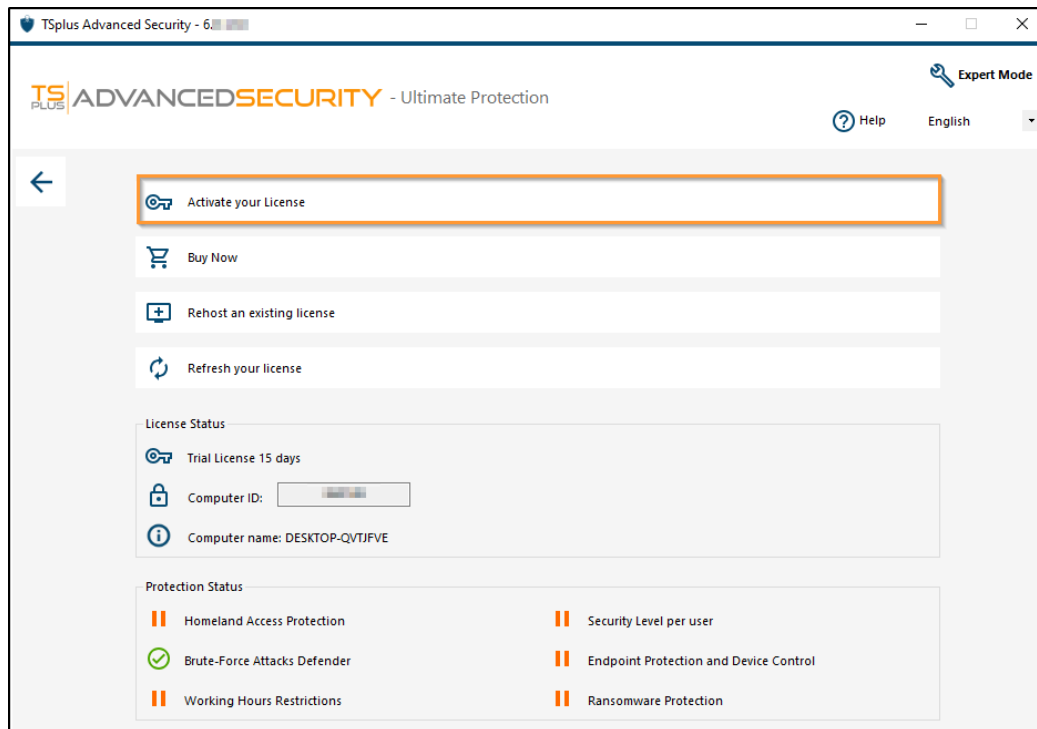 TSplus Advanced Security - 6.
Expert Mode
TS PLUS ADVANCEDSECURITY - Ultimate Protection
Help English
Activate your License
Buy Now
Rehost an existing license
Refresh your license
License Status
Trial License 15 days
Computer ID:
Computer name: DESKTOP-QVTJFVE
Protection Status
Homeland Access Protection Security Level per user
Brute-Force Attacks Defender Endpoint Protection and Device Control
Working Hours Restrictions Ransomware Protection